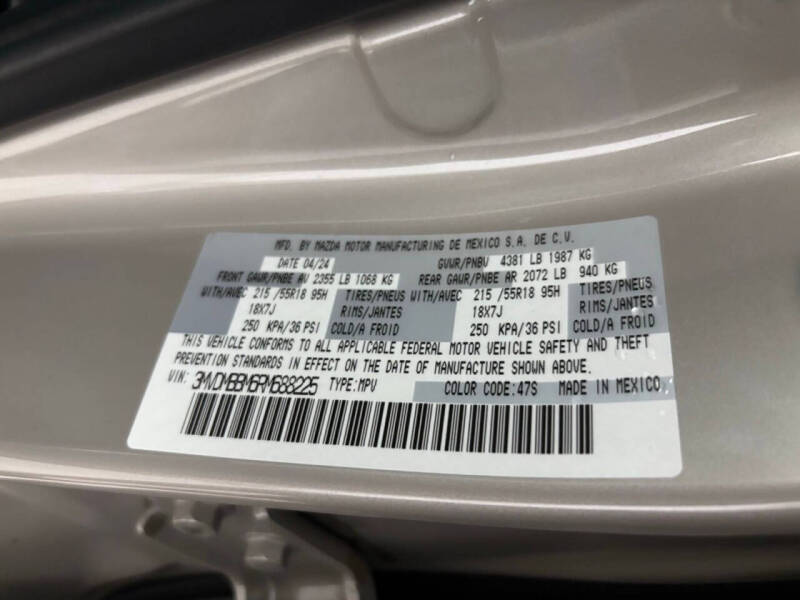 MFD. BY MAZDA MOTOR MANUFACTURING DE MEXICO S.A. DE C.V.
DATE 04/24 GVWR/PNBV 4381 LB 1987 KG
FRONT GAWR/PNBE AV 2355 LB 1068 KG REAR GAWR/PNBE AR 2072 LB 940 KG
WITH/AVEC 215 /55R18 95H TIRES/PNEUS WITH/AVEC 215 /55R18 95H TIRES/PNEUS
18X7J RIMS/JANTES 18X7J RIMS/JANTES
250 KPA/36 PSI COLD/A FROID 250 KPA/36 PSI COLD/A FROID
THIS VEHICLE CONFORMS TO ALL APPLICABLE FEDERAL MOTOR VEHICLE SAFETY AND THEFT
PREVENTION STANDARDS IN EFFECT ON THE DATE OF MANUFACTURE SHOWN ABOVE.
VIN: TYPE:MPV COLOR CODE:47S MADE IN MEXICO.